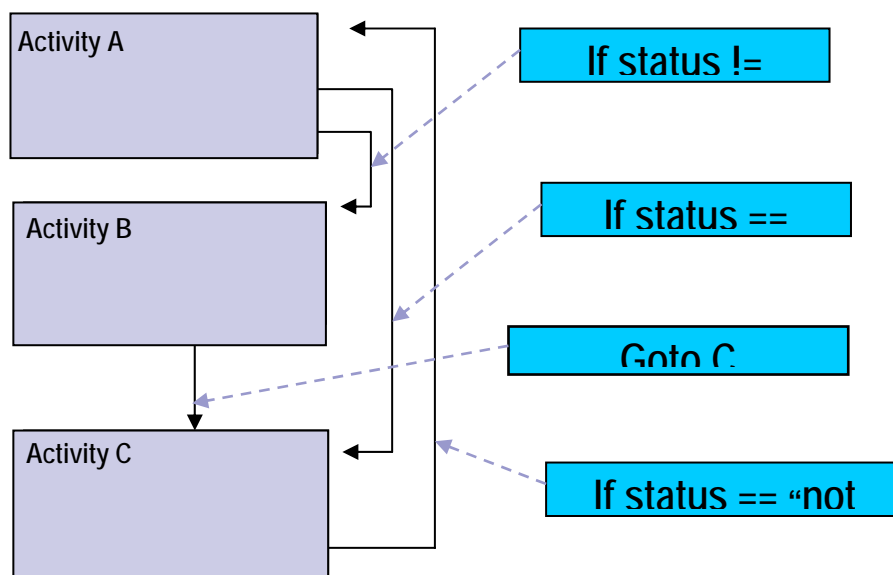 Activity A
If status !=
Activity B
If status ==
Goto C
Activity C
If status == “not